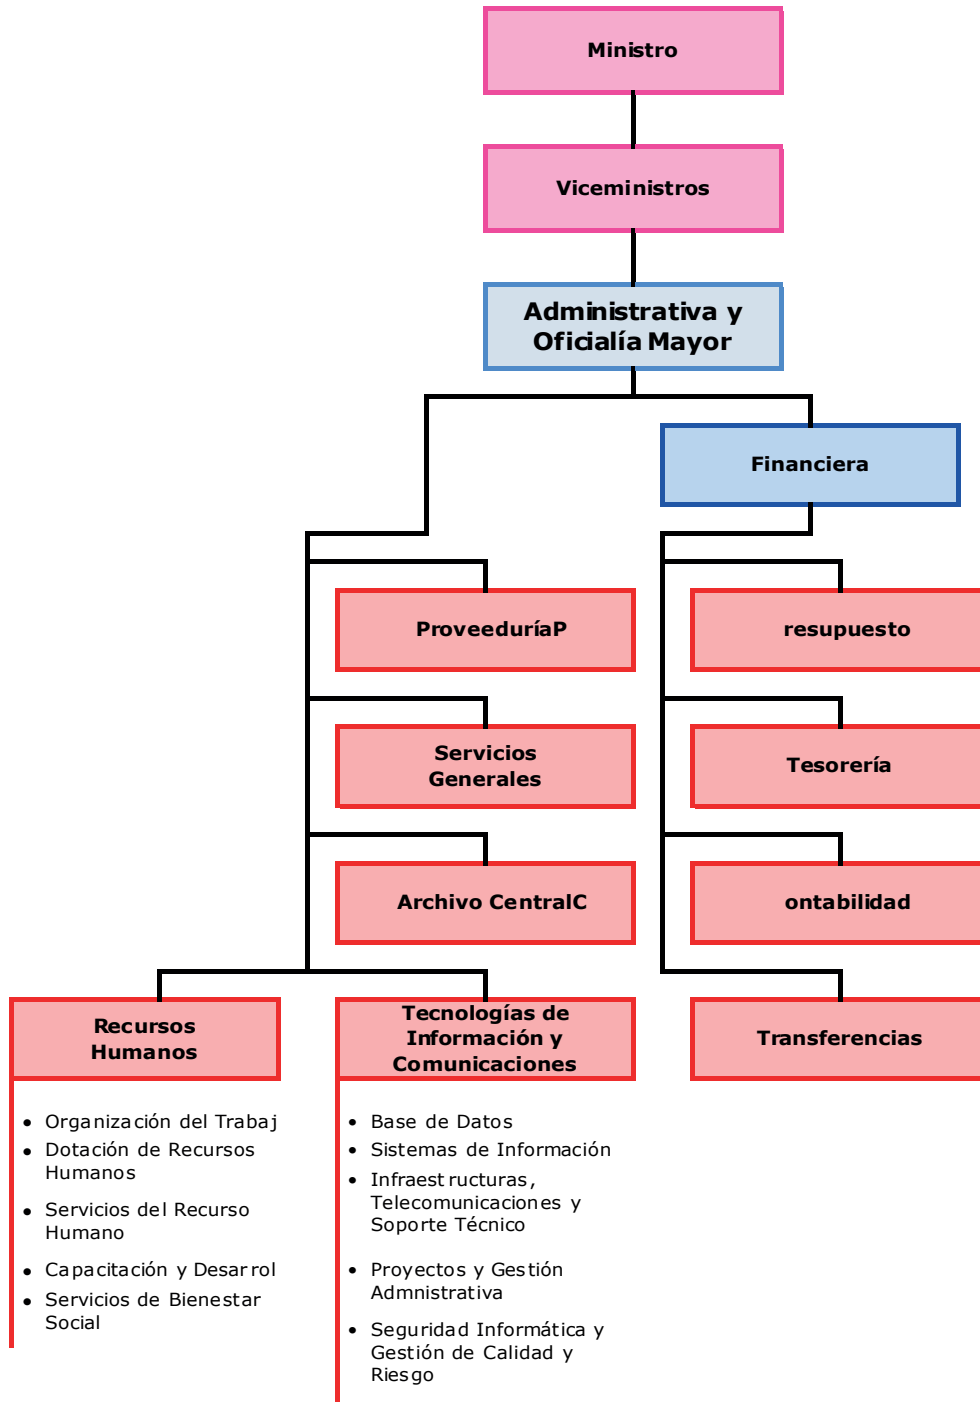 Ministro
Viceministros
Administrativa y
Oficialía Mayor
Financiera
ProveeduríaP
resupuesto
Servicios
Generales
Tesorería
Archivo CentralC
ontabilidad
Recursos
Humanos
Tecnologías de
Información y
Comunicaciones
Transferencias
• Organización del Trabaj
• Dotación de Recursos
Humanos
• Servicios del Recurso
Humano
• Capacitación y Desarrol
• Servicios de Bienestar
Social
• Base de Datos
• Sistemas de Información
• Infraestructuras,
Telecomunicaciones y
Soporte Técnico
• Proyectos y Gestión
Admnistrativa
• Seguridad Informática y
Gestión de Calidad y
Riesgo